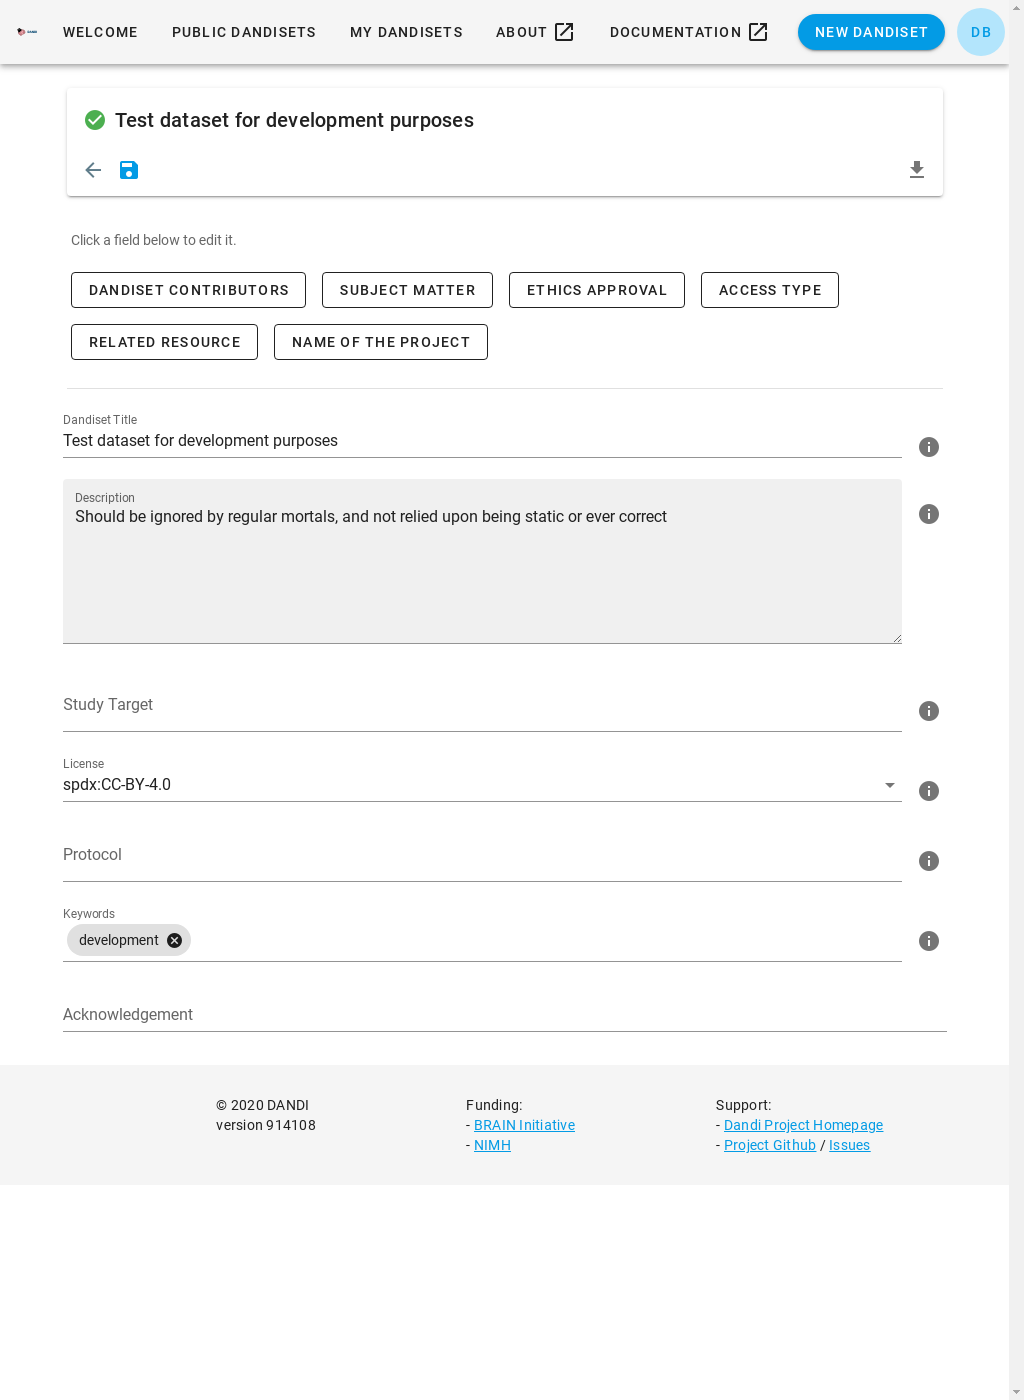 WELCOME PUBLIC DANDISETS MY DANDISETS ABOUT DOCUMENTATION NEW DANDISET DB
Test dataset for development purposes
Click a field below to edit it.
DANDISET CONTRIBUTORS SUBJECT MATTER ETHICS APPROVAL ACCESS TYPE
RELATED RESOURCE NAME OF THE PROJECT
Dandiset Title
Test dataset for development purposes
Description
Should be ignored by regular mortals, and not relied upon being static or ever correct
Study Target
License
spdx:CC-BY-4.0
Protocol
Keywords
development
Acknowledgement
© 2020 DANDI
version 914108
Funding:
- BRAIN Initiative
- NIMH
Support:
- Dandi Project Homepage
- Project Github / Issues